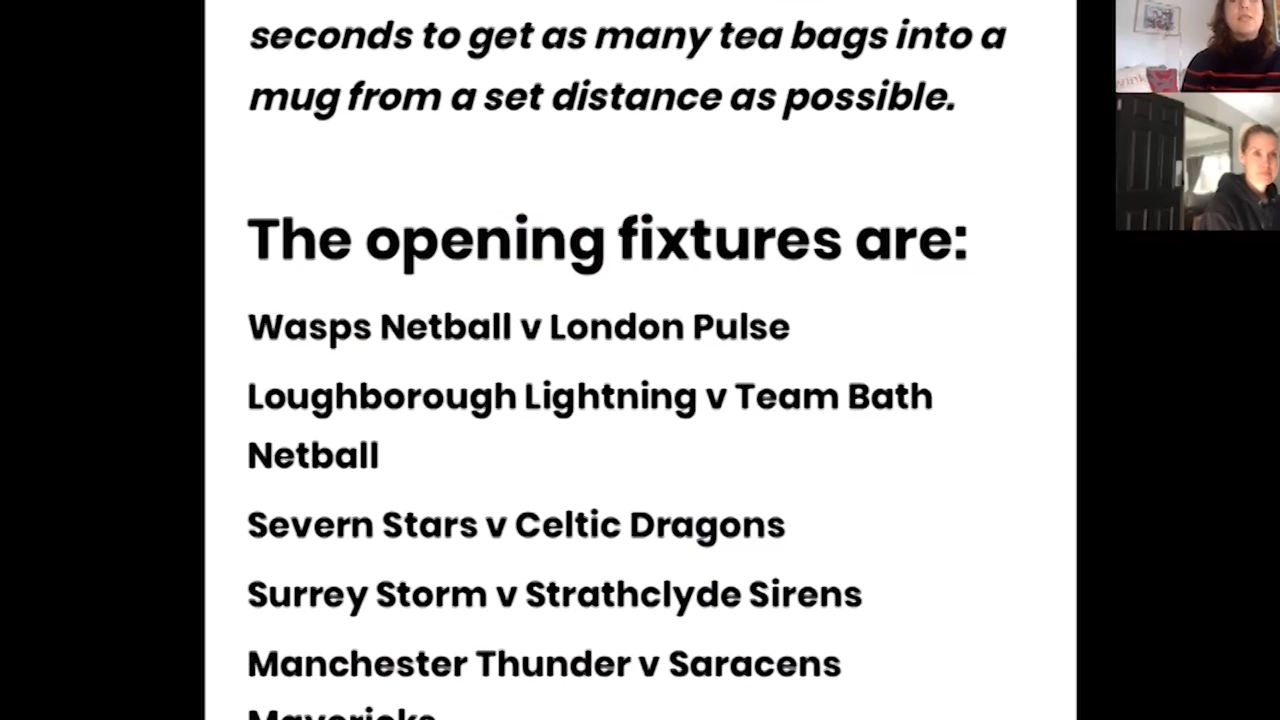 seconds to get as many tea bags into a
mug from a set distance as possible.
The opening fixtures are:
Wasps Netball v London Pulse
Loughborough Lightning v Team Bath
Netball
Severn Stars v Celtic Dragons
Surrey Storm v Strathclyde Sirens
Manchester Thunder v Saracens
Mavericks